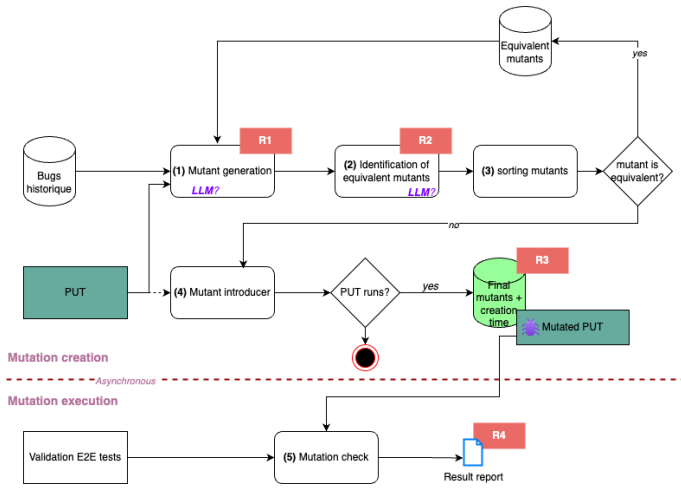 Equivalent
mutants
yes
R1
R2
Bugs
historique
(1) Mutant generation
LLM?
(2) Identification of
equivalent mutants
LLM?
(3) sorting mutants
mutant is
equivalent?
no
R3
PUT
(4) Mutant introducer
PUT runs?
yes
Final
mutants +
creation
time
Mutated PUT
Mutation creation
Asynchronous
Mutation execution
R4
Validation E2E tests
(5) Mutation check
Result report